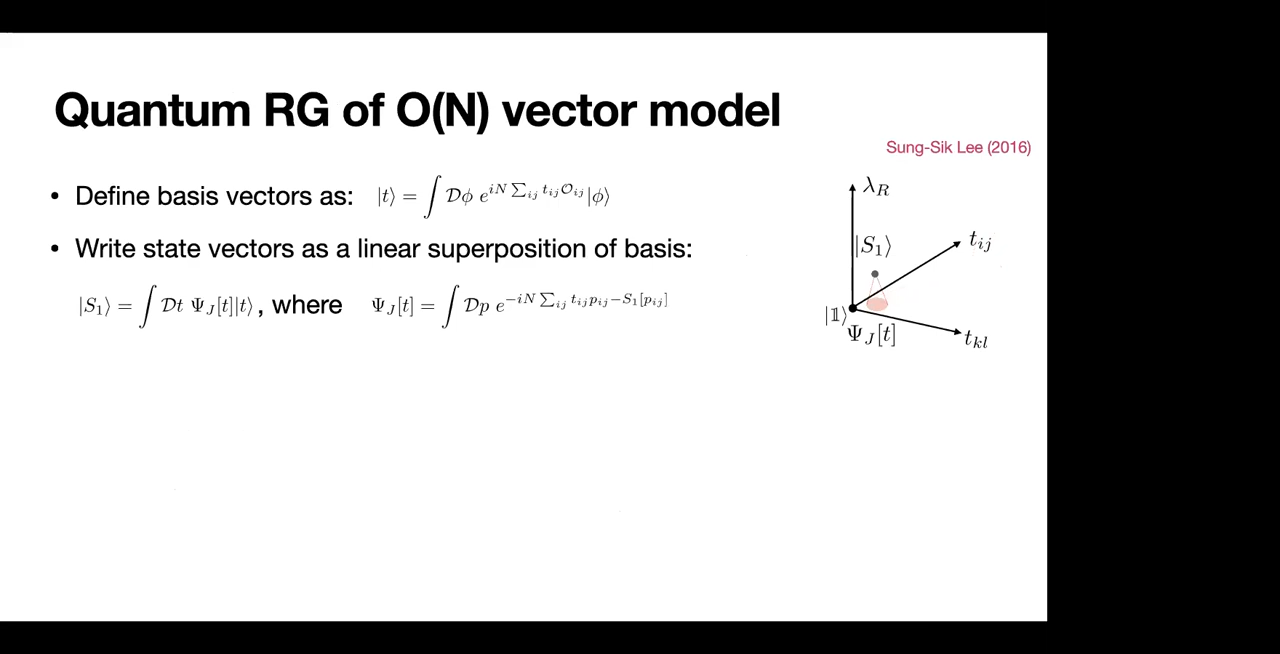 Quantum RG of O(N) vector model
Sung-Sik Lee (2016)
• Define basis vectors as: |t⟩ = ∫ 𝒟ϕ e^{iN ∑_{ij} t_{ij} 𝒪_{ij}} |ϕ⟩
• Write state vectors as a linear superposition of basis:
|S₁⟩ = ∫ 𝒟t Ψ_J[t]|t⟩ , where Ψ_J[t] = ∫ 𝒟p e^{−iN ∑_{ij} t_{ij} p_{ij} − S₁[p_{ij}]}
λ_R
|S₁⟩
t_{ij}
|𝟙⟩
Ψ_J[t]
t_{kl}